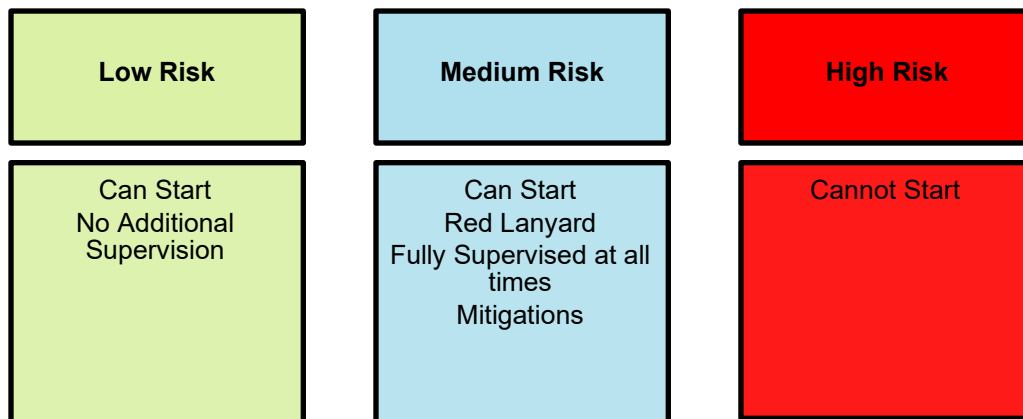 Low Risk
Medium Risk
High Risk
Can Start
No Additional
Supervision
Can Start
Red Lanyard
Fully Supervised at all
times
Mitigations
Cannot Start